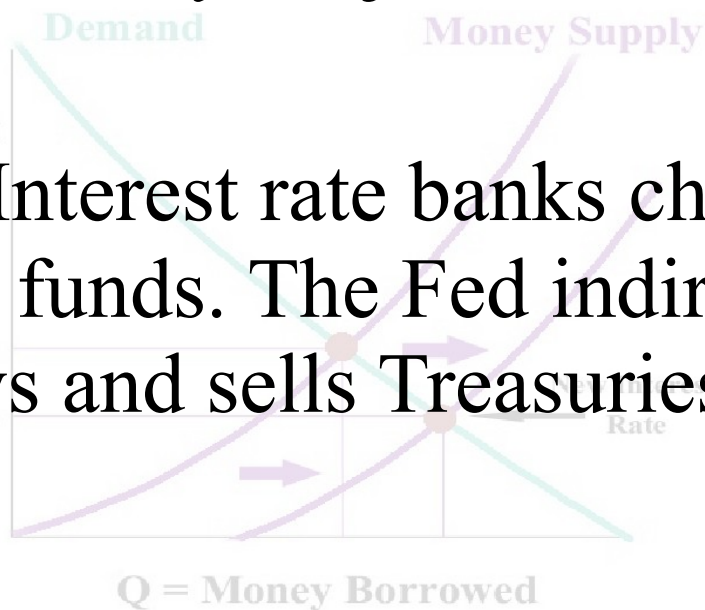 Demand
Money Supply
Interest rate banks ch
funds. The Fed indir
s and sells Treasuries
Rate
Q = Money Borrowed